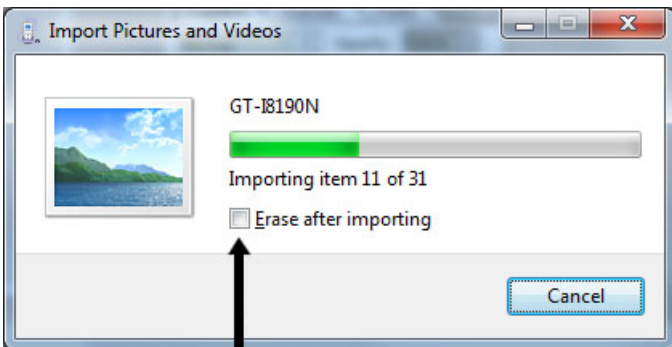 Import Pictures and Videos
GT-I8190N
Importing item 11 of 31
Erase after importing
Cancel